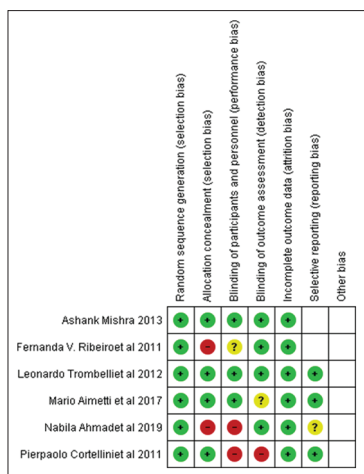 Random sequence generation (selection bias)
Allocation concealment (selection bias)
Blinding of participants and personnel (performance bias)
Blinding of outcome assessment (detection bias)
Incomplete outcome data (attrition bias)
Selective reporting (reporting bias)
Other bias
Ashank Mishra 2013 + + + + +
Fernanda V. Ribeiroet al 2011 + - ? + +
Leonardo Trombelliet al 2012 + + + + + +
Mario Aimetti et al 2017 + + + ? + +
Nabila Ahmadet al 2019 + - - + + ?
Pierpaolo Cortelliniet al 2011 + + - - + +